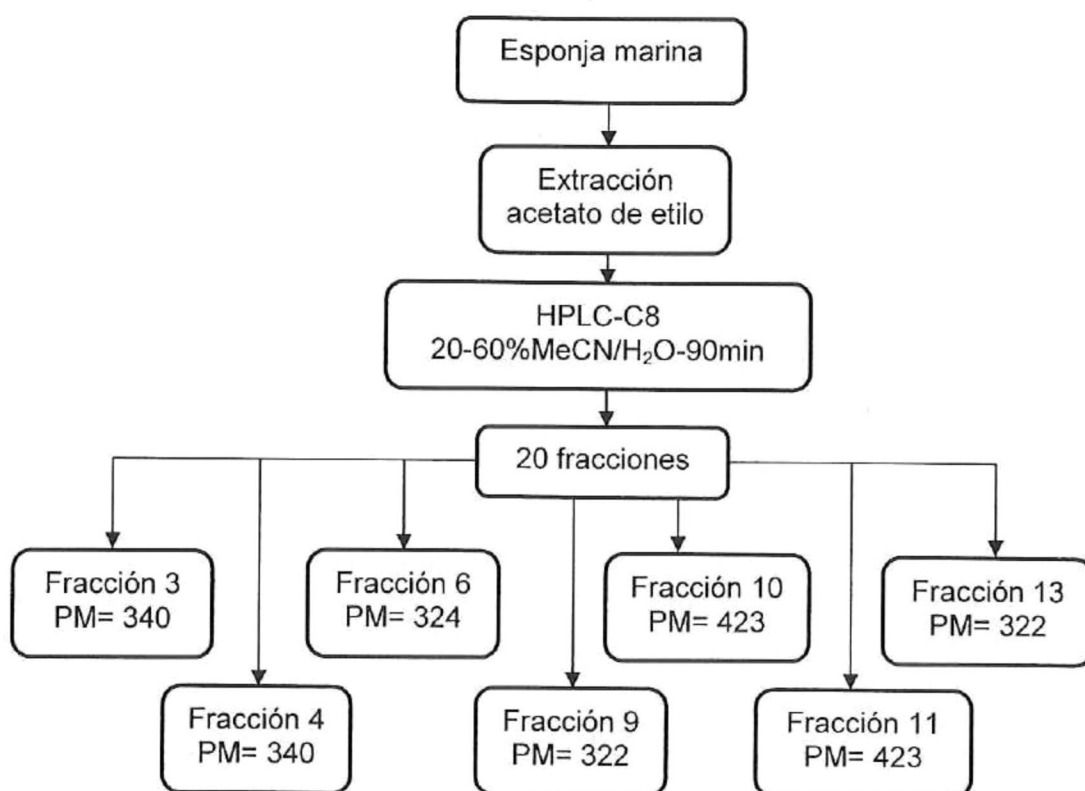 Esponja marina
Extracción
acetato de etilo
HPLC-C8
20-60%MeCN/H₂O-90min
20 fracciones
Fracción 3
PM= 340
Fracción 6
PM= 324
Fracción 10
PM= 423
Fracción 13
PM= 322
Fracción 4
PM= 340
Fracción 9
PM= 322
Fracción 11
PM= 423